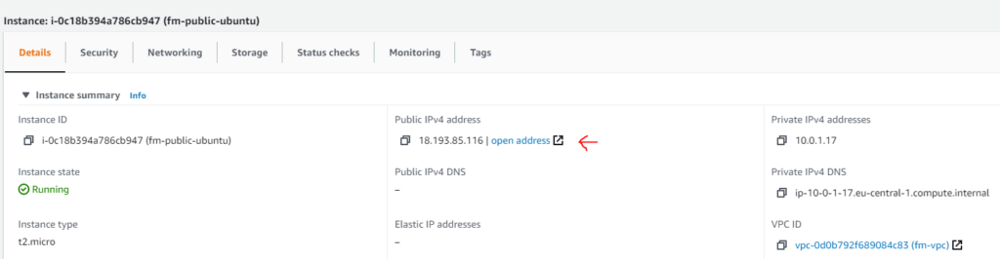 Instance: i-0c18b394a786cb947 (fm-public-ubuntu)
Details Security Networking Storage Status checks Monitoring Tags
▼ Instance summary Info
Instance ID Public IPv4 address Private IPv4 addresses
i-0c18b394a786cb947 (fm-public-ubuntu) 18.193.85.116 | open address 10.0.1.17
Instance state Public IPv4 DNS Private IPv4 DNS
Running – ip-10-0-1-17.eu-central-1.compute.internal
Instance type Elastic IP addresses VPC ID
t2.micro – vpc-0d0b792f689084c83 (fm-vpc)